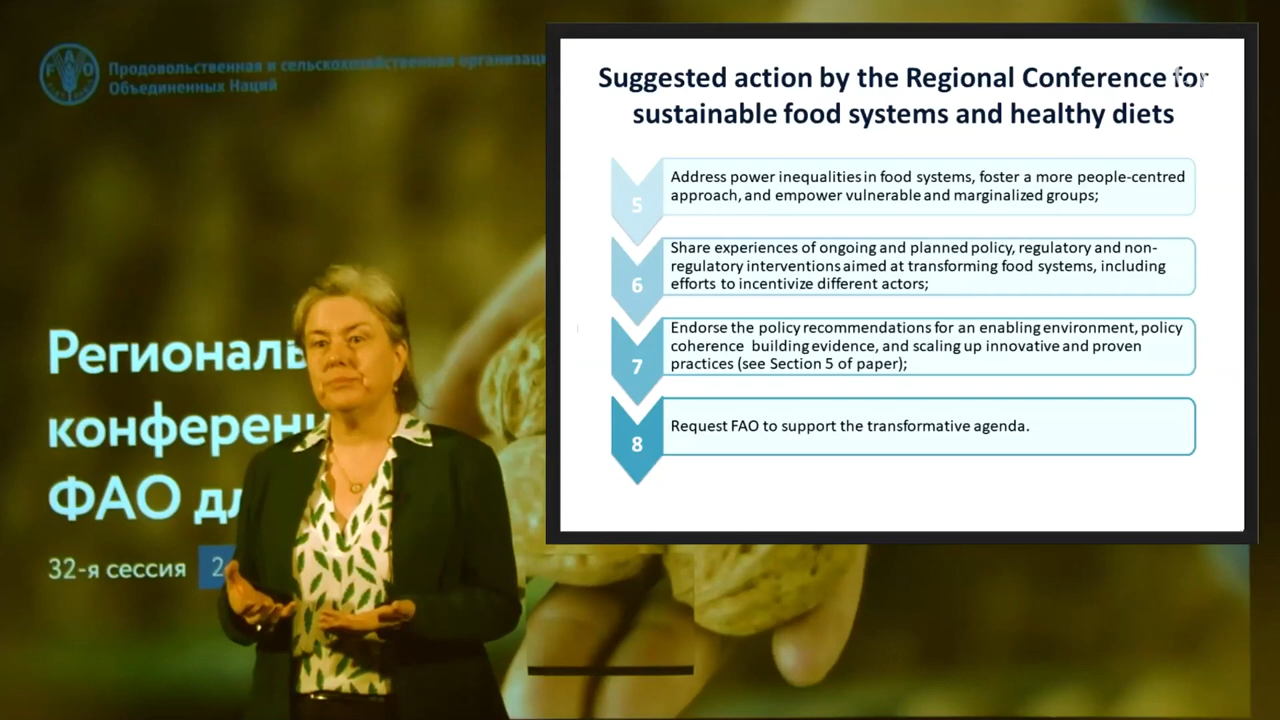 FAO
Продовольственная и сельскохозяйственная организац
Объединенных Наций
Региональ
конферен
ФАО дл
32-я сессия
2
Suggested action by the Regional Conference for
sustainable food systems and healthy diets
5
Address power inequalities in food systems, foster a more people-centred
approach, and empower vulnerable and marginalized groups;
6
Share experiences of ongoing and planned policy, regulatory and non-
regulatory interventions aimed at transforming food systems, including
efforts to incentivize different actors;
7
Endorse the policy recommendations for an enabling environment, policy
coherence building evidence, and scaling up innovative and proven
practices (see Section 5 of paper);
8
Request FAO to support the transformative agenda.